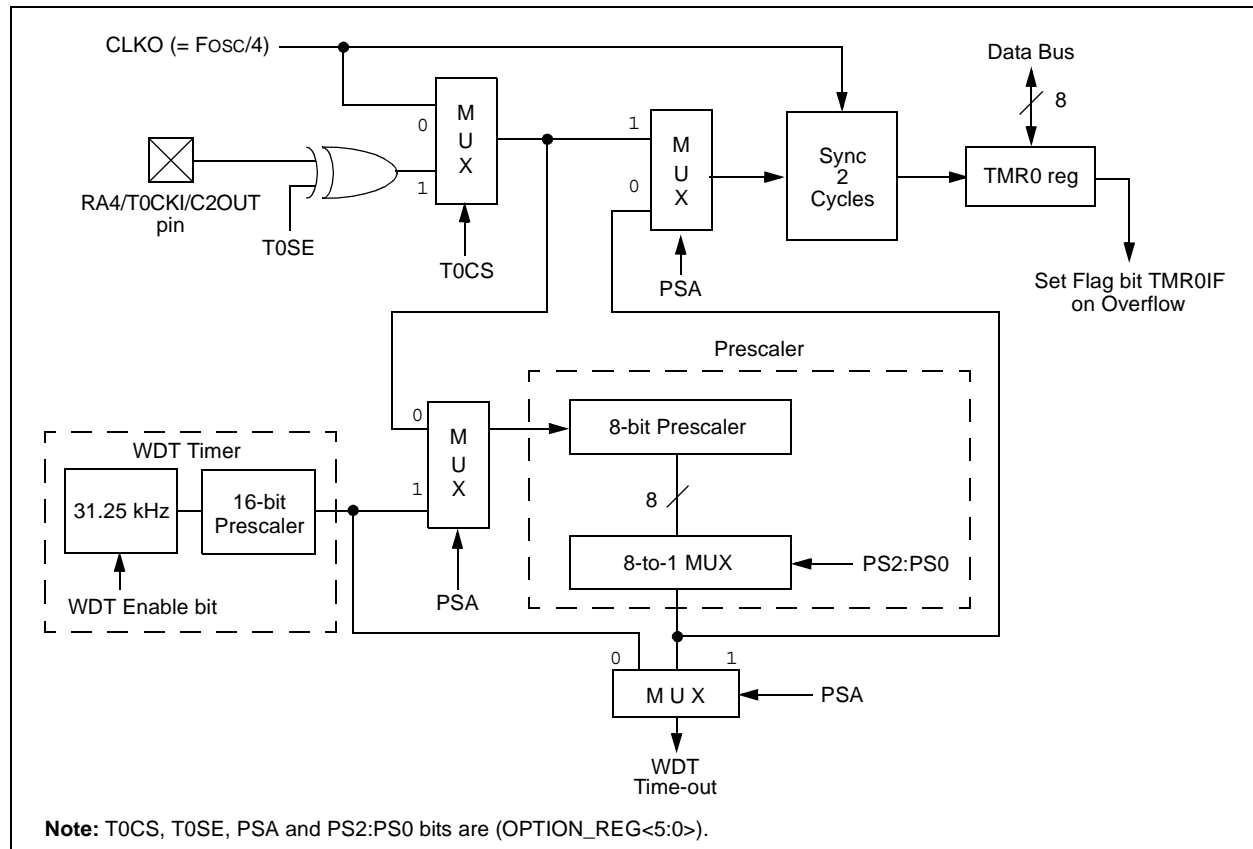 CLKO (= FOSC/4)
Data Bus
8
M
U
X
0
1
RA4/T0CKI/C2OUT
pin
T0SE
T0CS
1
0
M
U
X
PSA
Sync
2
Cycles
TMR0 reg
Set Flag bit TMR0IF
on Overflow
Prescaler
0
1
M
U
X
PSA
8-bit Prescaler
8
8-to-1 MUX
PS2:PS0
WDT Timer
31.25 kHz
16-bit
Prescaler
WDT Enable bit
0
1
M U X
PSA
WDT
Time-out
Note: T0CS, T0SE, PSA and PS2:PS0 bits are (OPTION_REG<5:0>).